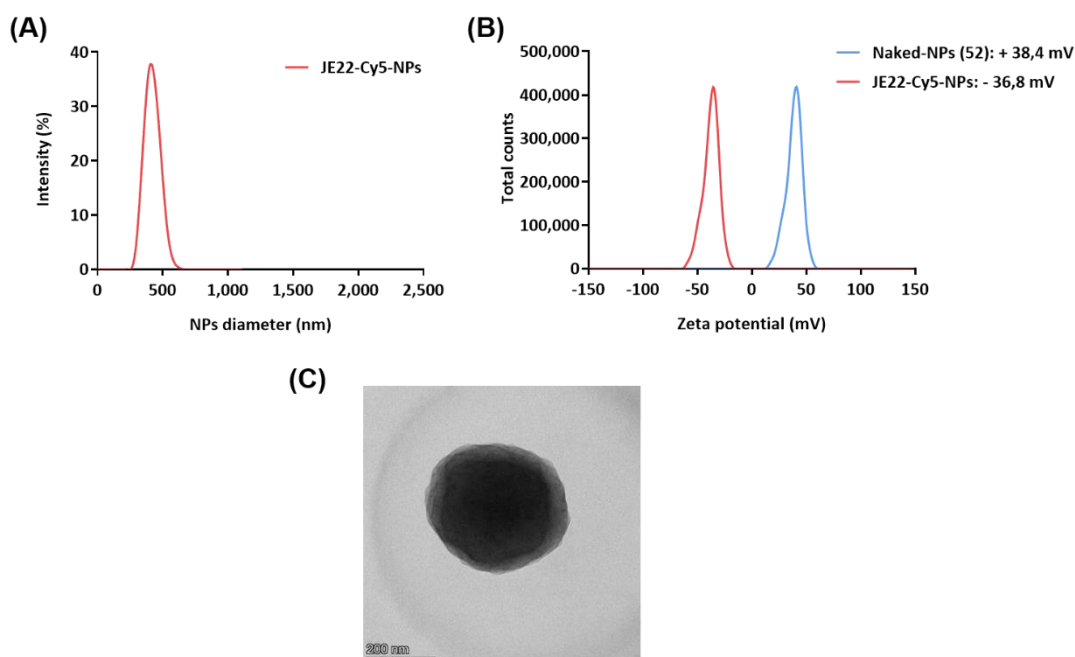 (A)
40
30
20
10
0
Intensity (%)
0 500 1,000 1,500 2,000 2,500
NPs diameter (nm)
JE22-Cy5-NPs
(B)
500,000
400,000
300,000
200,000
100,000
0
Total counts
-150 -100 -50 0 50 100 150
Zeta potential (mV)
Naked-NPs (52): + 38,4 mV
JE22-Cy5-NPs: - 36,8 mV
(C)
200 nm